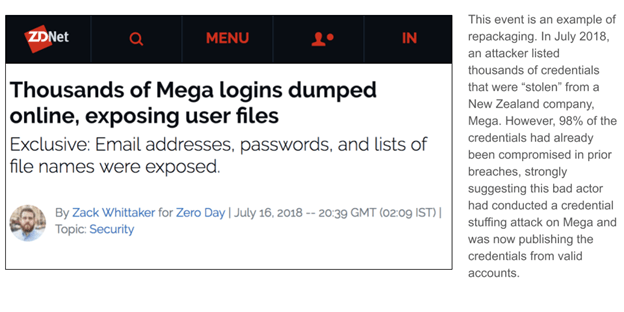 ZDNet
MENU
IN
Thousands of Mega logins dumped
online, exposing user files
Exclusive: Email addresses, passwords, and lists of
file names were exposed.
By Zack Whittaker for Zero Day | July 16, 2018 -- 20:39 GMT (02:09 IST) |
Topic: Security
This event is an example of
repackaging. In July 2018,
an attacker listed
thousands of credentials
that were “stolen” from a
New Zealand company,
Mega. However, 98% of the
credentials had already
been compromised in prior
breaches, strongly
suggesting this bad actor
had conducted a credential
stuffing attack on Mega and
was now publishing the
credentials from valid
accounts.